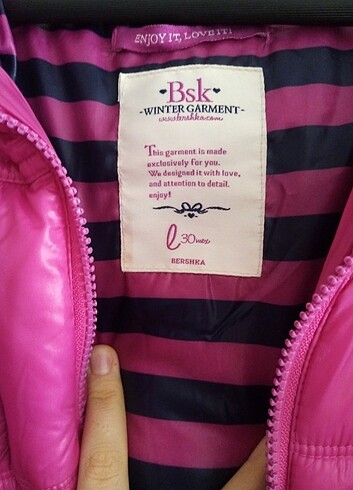 ENJOY IT, LOVE IT!
Bsk
-WINTER GARMENT-
www.bershka.com
This garment is made
exclusively for you.
We designed it with love,
and attention to detail.
enjoy!
l 30mex
BERSHKA